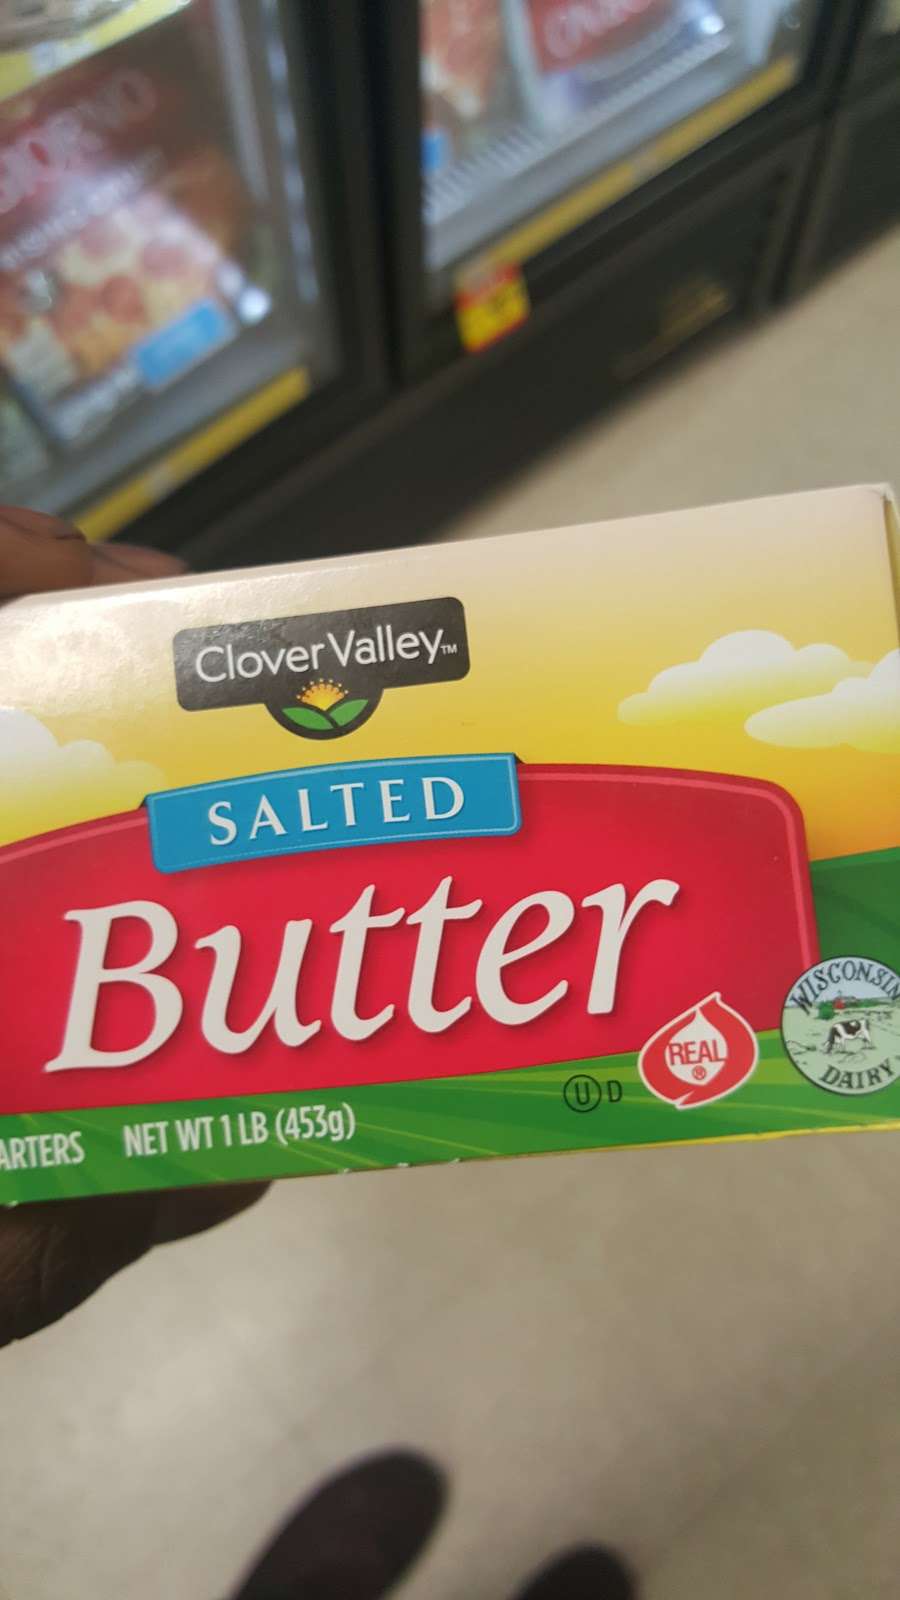 Clover Valley™
SALTED
Butter
REAL®
WISCONSIN
DAIRY
U D
ARTERS NET WT 1 LB (453g)